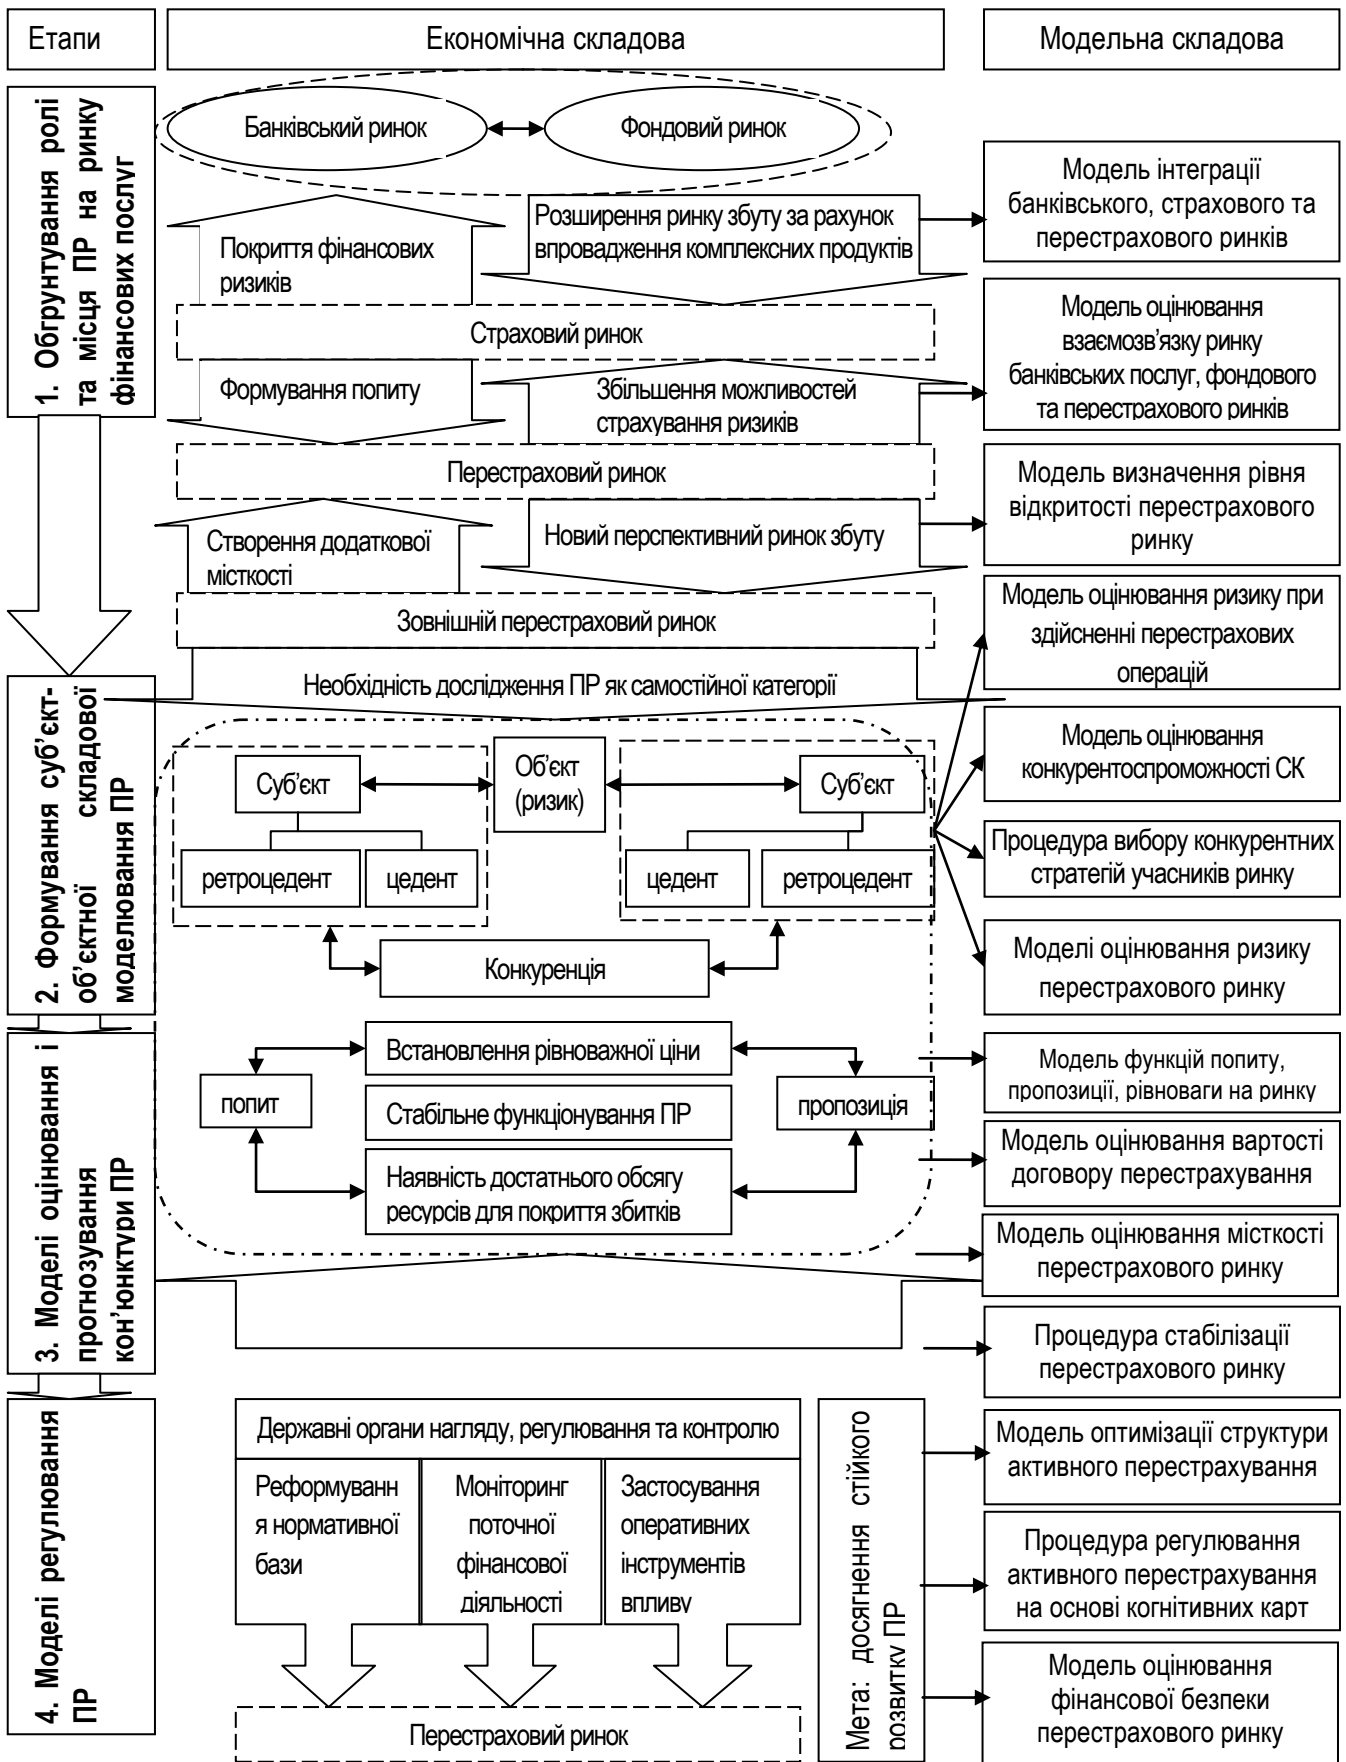 Етапи
Економічна складова
Модельна складова
1. Обґрунтування ролі
та місця ПР на ринку
фінансових послуг
Банківський ринок
Фондовий ринок
Покриття фінансових
ризиків
Розширення ринку збуту за рахунок
впровадження комплексних продуктів
Модель інтеграції
банківського, страхового та
перестрахового ринків
Страховий ринок
Формування попиту
Збільшення можливостей
страхування ризиків
Модель оцінювання
взаємозв’язку ринку
банківських послуг, фондового
та перестрахового ринків
Перестраховий ринок
Створення додаткової
місткості
Новий перспективний ринок збуту
Модель визначення рівня
відкритості перестрахового
ринку
Зовнішній перестраховий ринок
Модель оцінювання ризику при
здійсненні перестрахових
операцій
2. Формування суб’єкт-
об’єктної складової
моделювання ПР
Необхідність дослідження ПР як самостійної категорії
Суб’єкт
Об’єкт
(ризик)
Суб’єкт
ретроцедент
цедент
цедент
ретроцедент
Конкуренція
Модель оцінювання
конкурентоспроможності СК
Процедура вибору конкурентних
стратегій учасників ринку
Моделі оцінювання ризику
перестрахового ринку
3. Моделі оцінювання і
прогнозування
кон’юнктури ПР
Встановлення рівноважної ціни
попит
Стабільне функціонування ПР
пропозиція
Наявність достатнього обсягу
ресурсів для покриття збитків
Модель функцій попиту,
пропозиції, рівноваги на ринку
Модель оцінювання вартості
договору перестрахування
Модель оцінювання місткості
перестрахового ринку
Процедура стабілізації
перестрахового ринку
4. Моделі регулювання
ПР
Державні органи нагляду, регулювання та контролю
Реформуванн
я нормативної
бази
Моніторинг
поточної
фінансової
діяльності
Застосування
оперативних
інструментів
впливу
Перестраховий ринок
Мета: досягнення стійкого
розвитку ПР
Модель оптимізації структури
активного перестрахування
Процедура регулювання
активного перестрахування
на основі когнітивних карт
Модель оцінювання
фінансової безпеки
перестрахового ринку